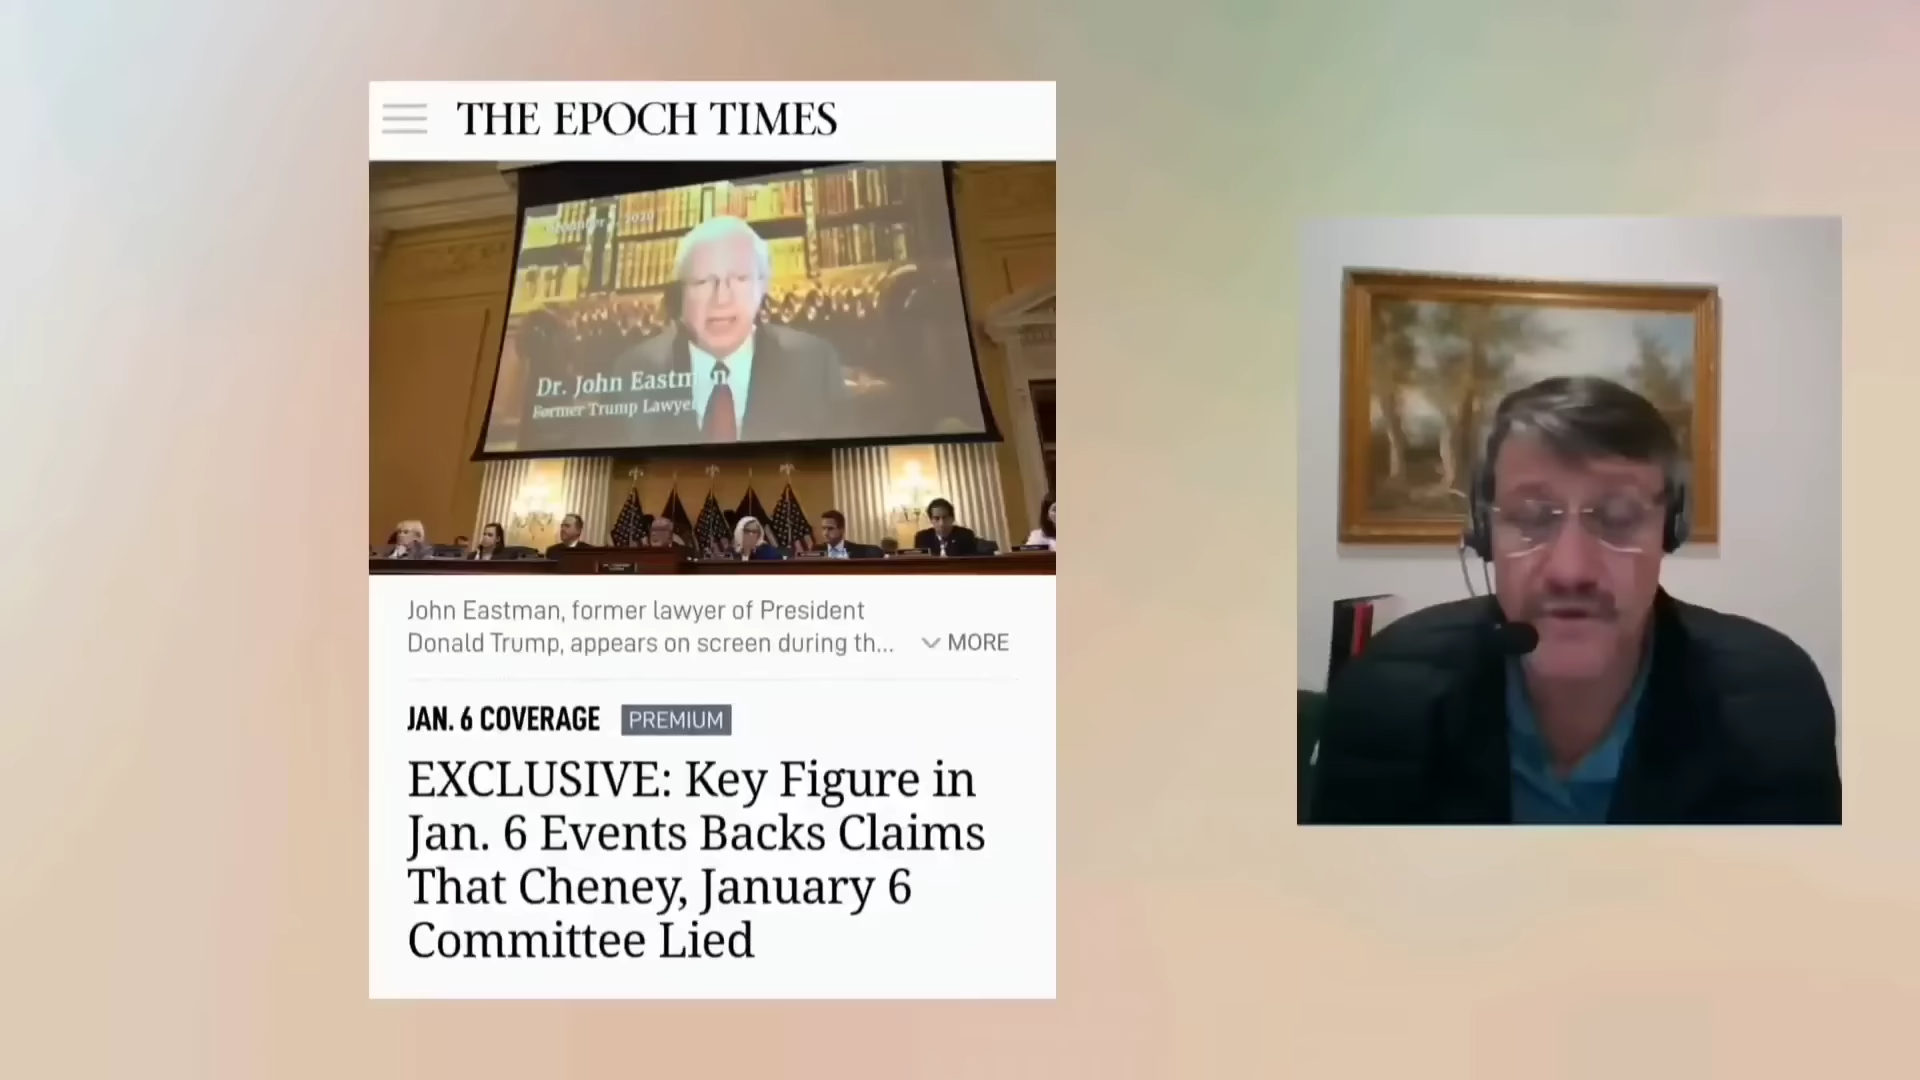 THE EPOCH TIMES
Dr. John Eastm n
Former Trump Lawyer
John Eastman, former lawyer of President
Donald Trump, appears on screen during th... MORE
JAN. 6 COVERAGE PREMIUM
EXCLUSIVE: Key Figure in
Jan. 6 Events Backs Claims
That Cheney, January 6
Committee Lied